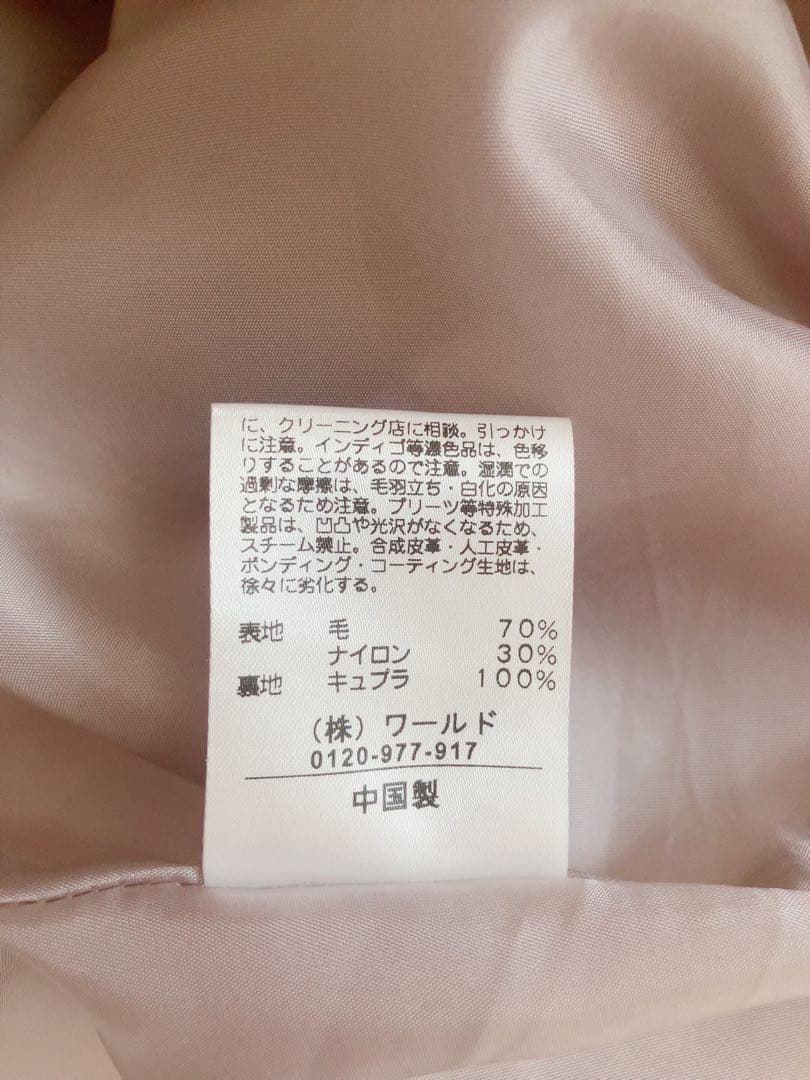 に、クリーニング店に相談。引っかけ
に注意。インディゴ等濃色品は、色移
りすることがあるので注意。湿潤での
過剰な摩擦は、毛羽立ち・白化の原因
となるため注意。プリーツ等特殊加工
製品は、凹凸や光沢がなくなるため、
スチーム禁止。合成皮革・人工皮革・
ボンディング・コーティング生地は、
徐々に劣化する。
表地 毛 70%
ナイロン 30%
裏地 キュプラ 100%
(株)ワールド
0120-977-917
中国製